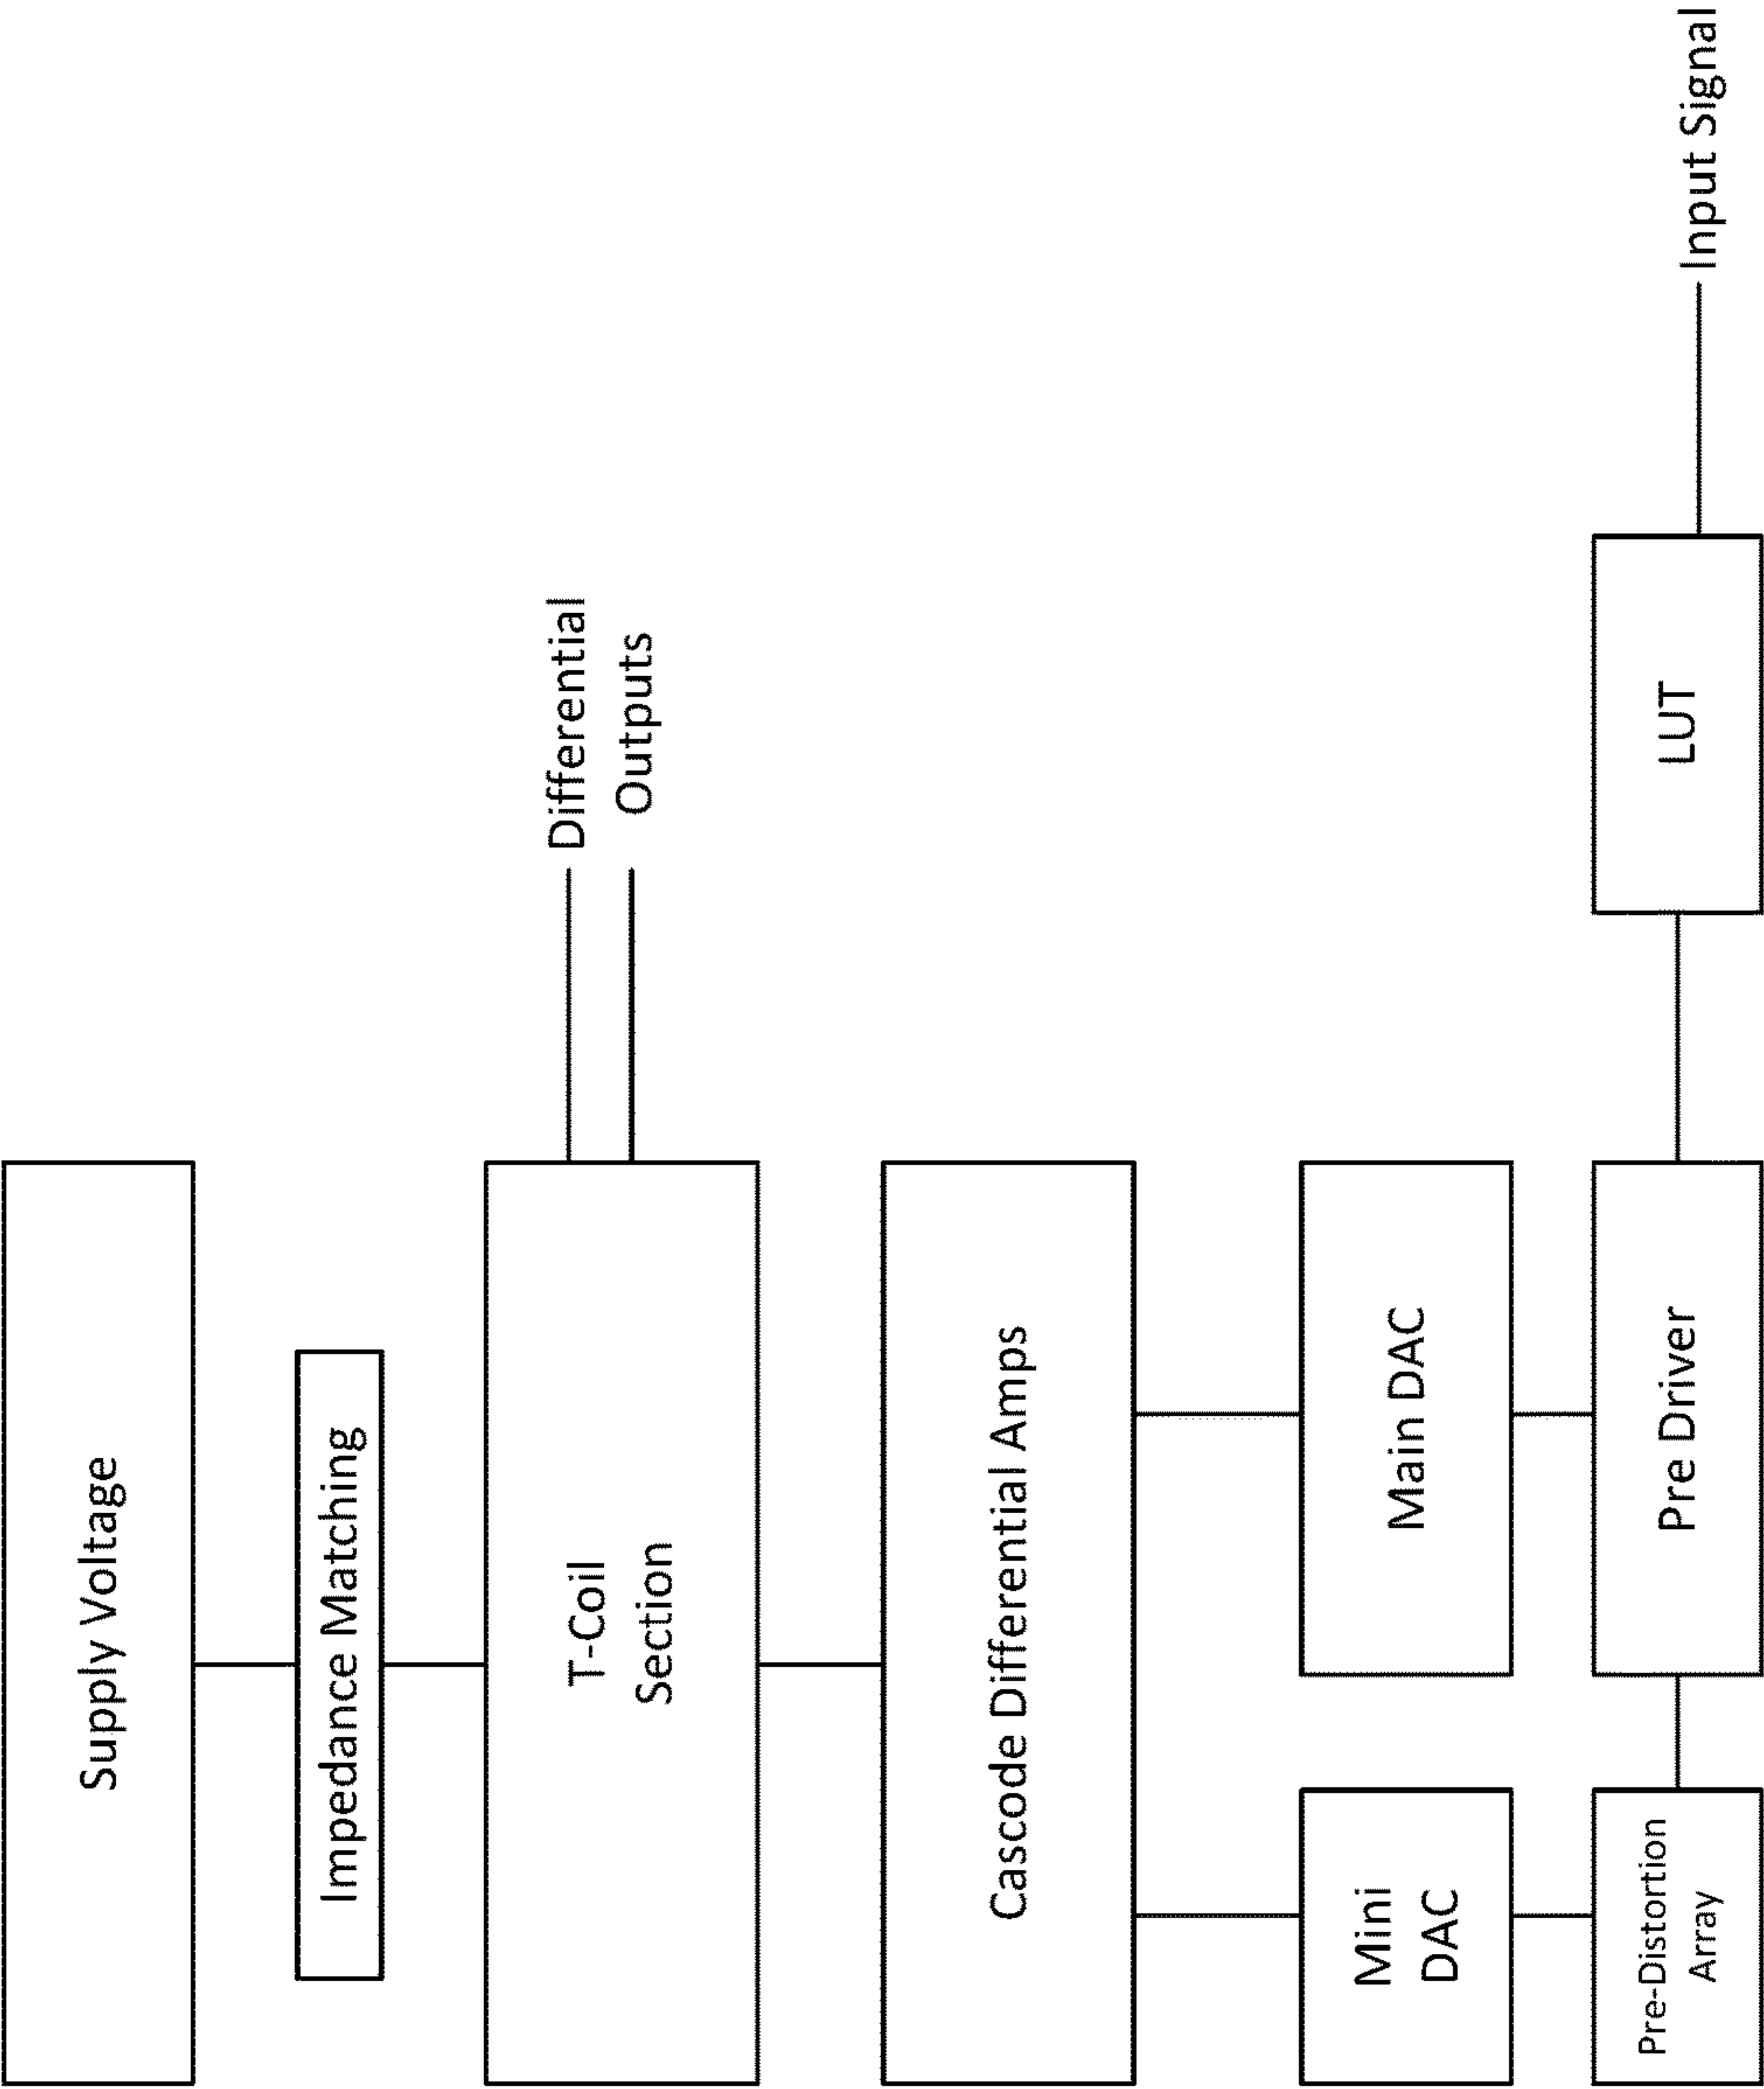 Supply Voltage
Impedance Matching
T-Coil
Section
Differential
Outputs
Cascode Differential Amps
Mini
DAC
Main DAC
Pre-Distortion
Array
Pre Driver
LUT
Input Signal